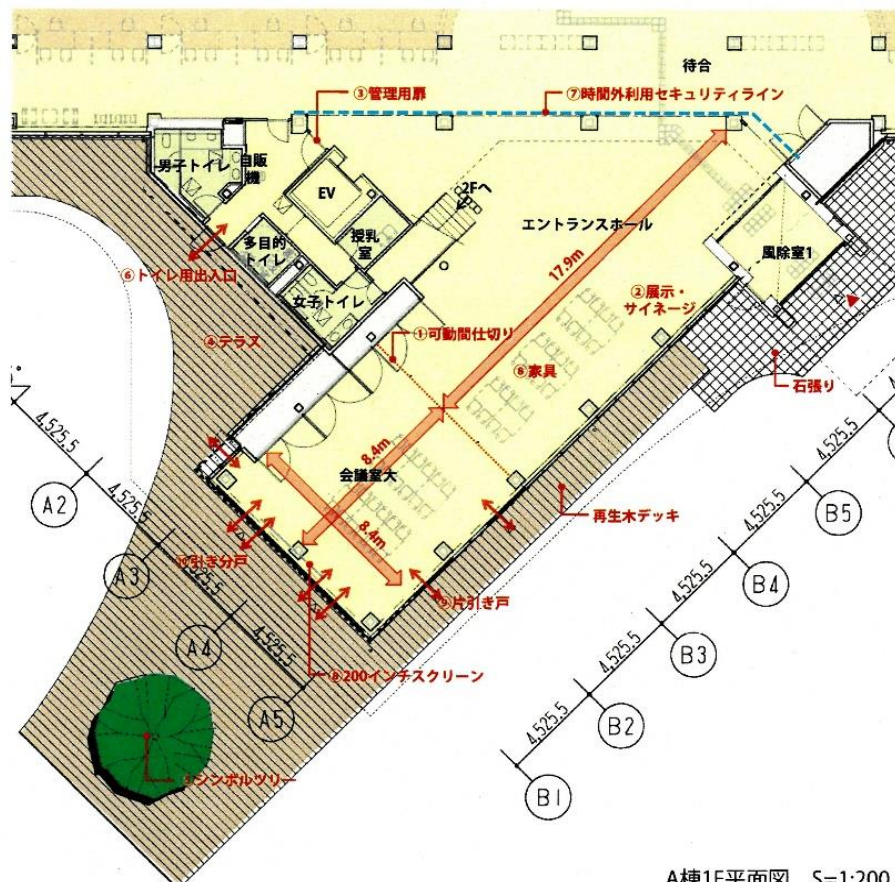 待合
③管理用扉
⑦時間外利用セキュリティライン
男子トイレ
自販
機
EV
2Fへ
エントランスホール
授乳
室
多目的
トイレ
風除室1
17.9m
⑥トイレ用出入口
女子トイレ
②展示・
サイネージ
①可動間仕切り
④テラス
⑧家具
石張り
4,525.5
8.4m
会議室大
A2
4,525.5
8.4m
再生木デッキ
4,525.5
B5
⑩引き分戸
A3
4,525.5
B4
⑨片引き戸
4,525.5
A4
4,525.5
B3
⑧200インチスクリーン
A5
4,525.5
B2
⑤シンボルツリー
4,525.5
B1
A棟1F平面図 S=1:200